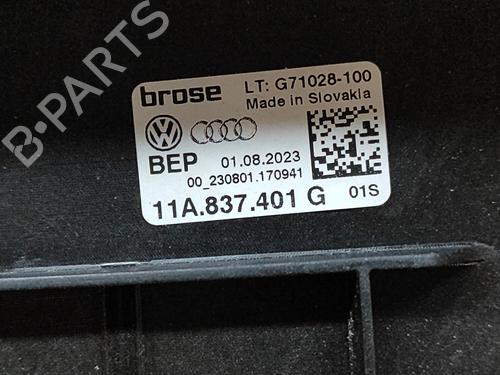 brose LT: G71028-100
Made in Slovakia
BEP 01.08.2023
00_230801.170941
11A.837.401 G 01S
B-PARTS